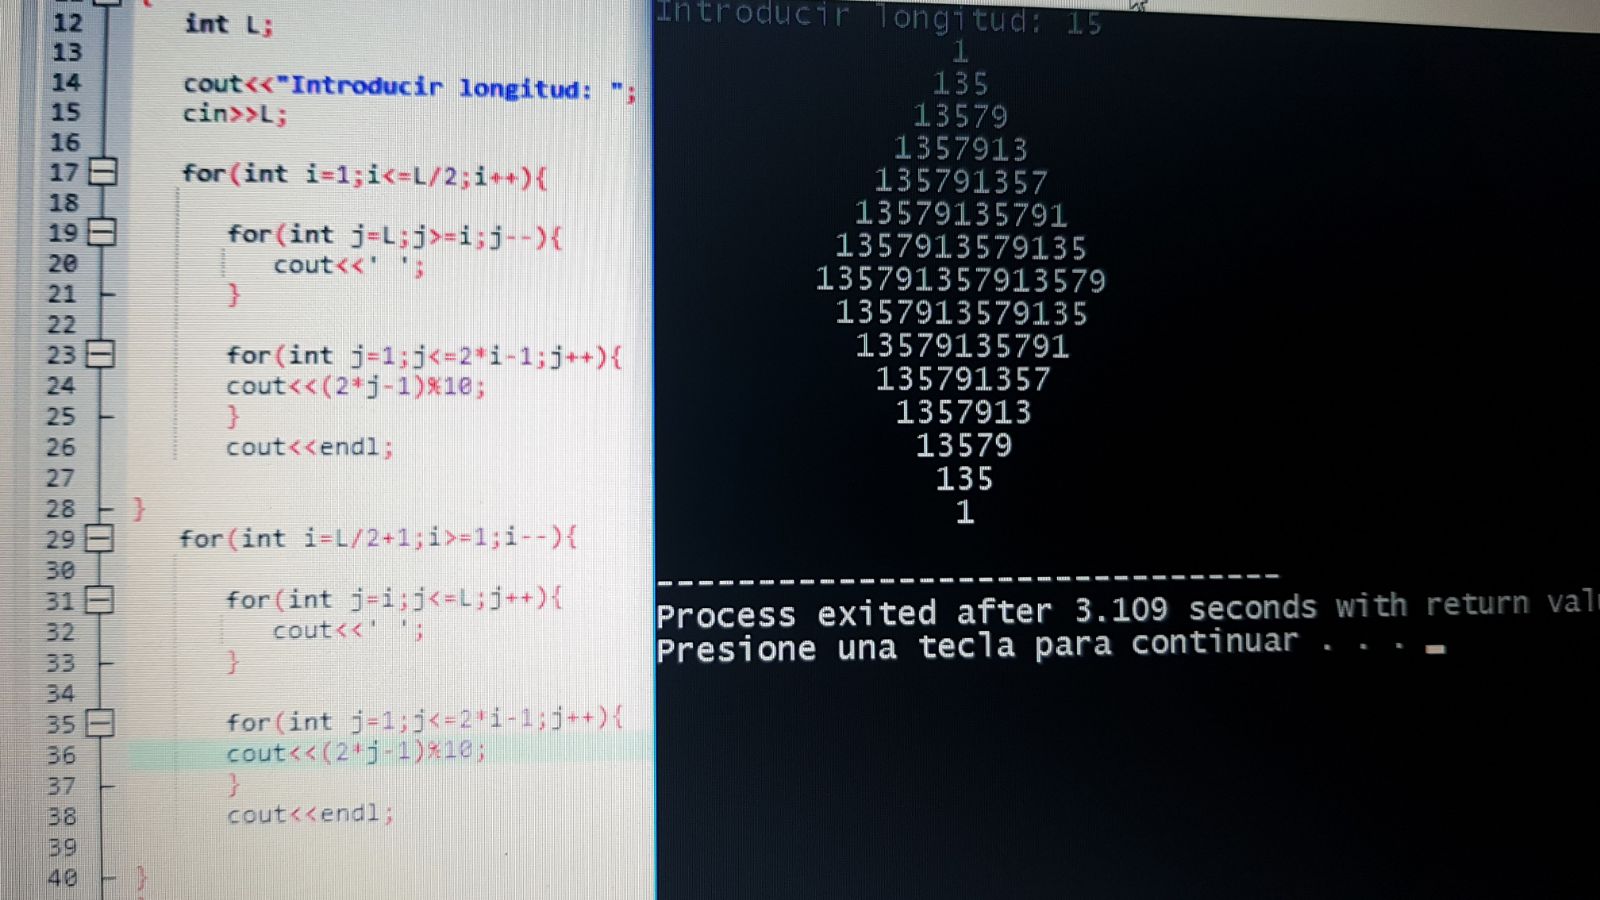 12 int L;
13
14 cout<<"Introducir longitud: ";
15 cin>>L;
16
17 for(int i=1;i<=L/2;i++){
18
19 for(int j=L;j>=i;j--){
20 cout<<' ';
21 }
22
23 for(int j=1;j<=2*i-1;j++){
24 cout<<(2*j-1)%10;
25 }
26 cout<<endl;
27
28 }
29 for(int i=L/2+1;i>=1;i--){
30
31 for(int j=i;j<=L;j++){
32 cout<<' ';
33 }
34
35 for(int j=1;j<=2*i-1;j++){
36 cout<<(2*j-1)%10;
37 }
38 cout<<endl;
39
40 }
Introducir longitud: 15
1
135
13579
1357913
135791357
13579135791
1357913579135
135791357913579
1357913579135
13579135791
135791357
1357913
13579
135
1
-------------------------------
Process exited after 3.109 seconds with return
Presione una tecla para continuar . . .